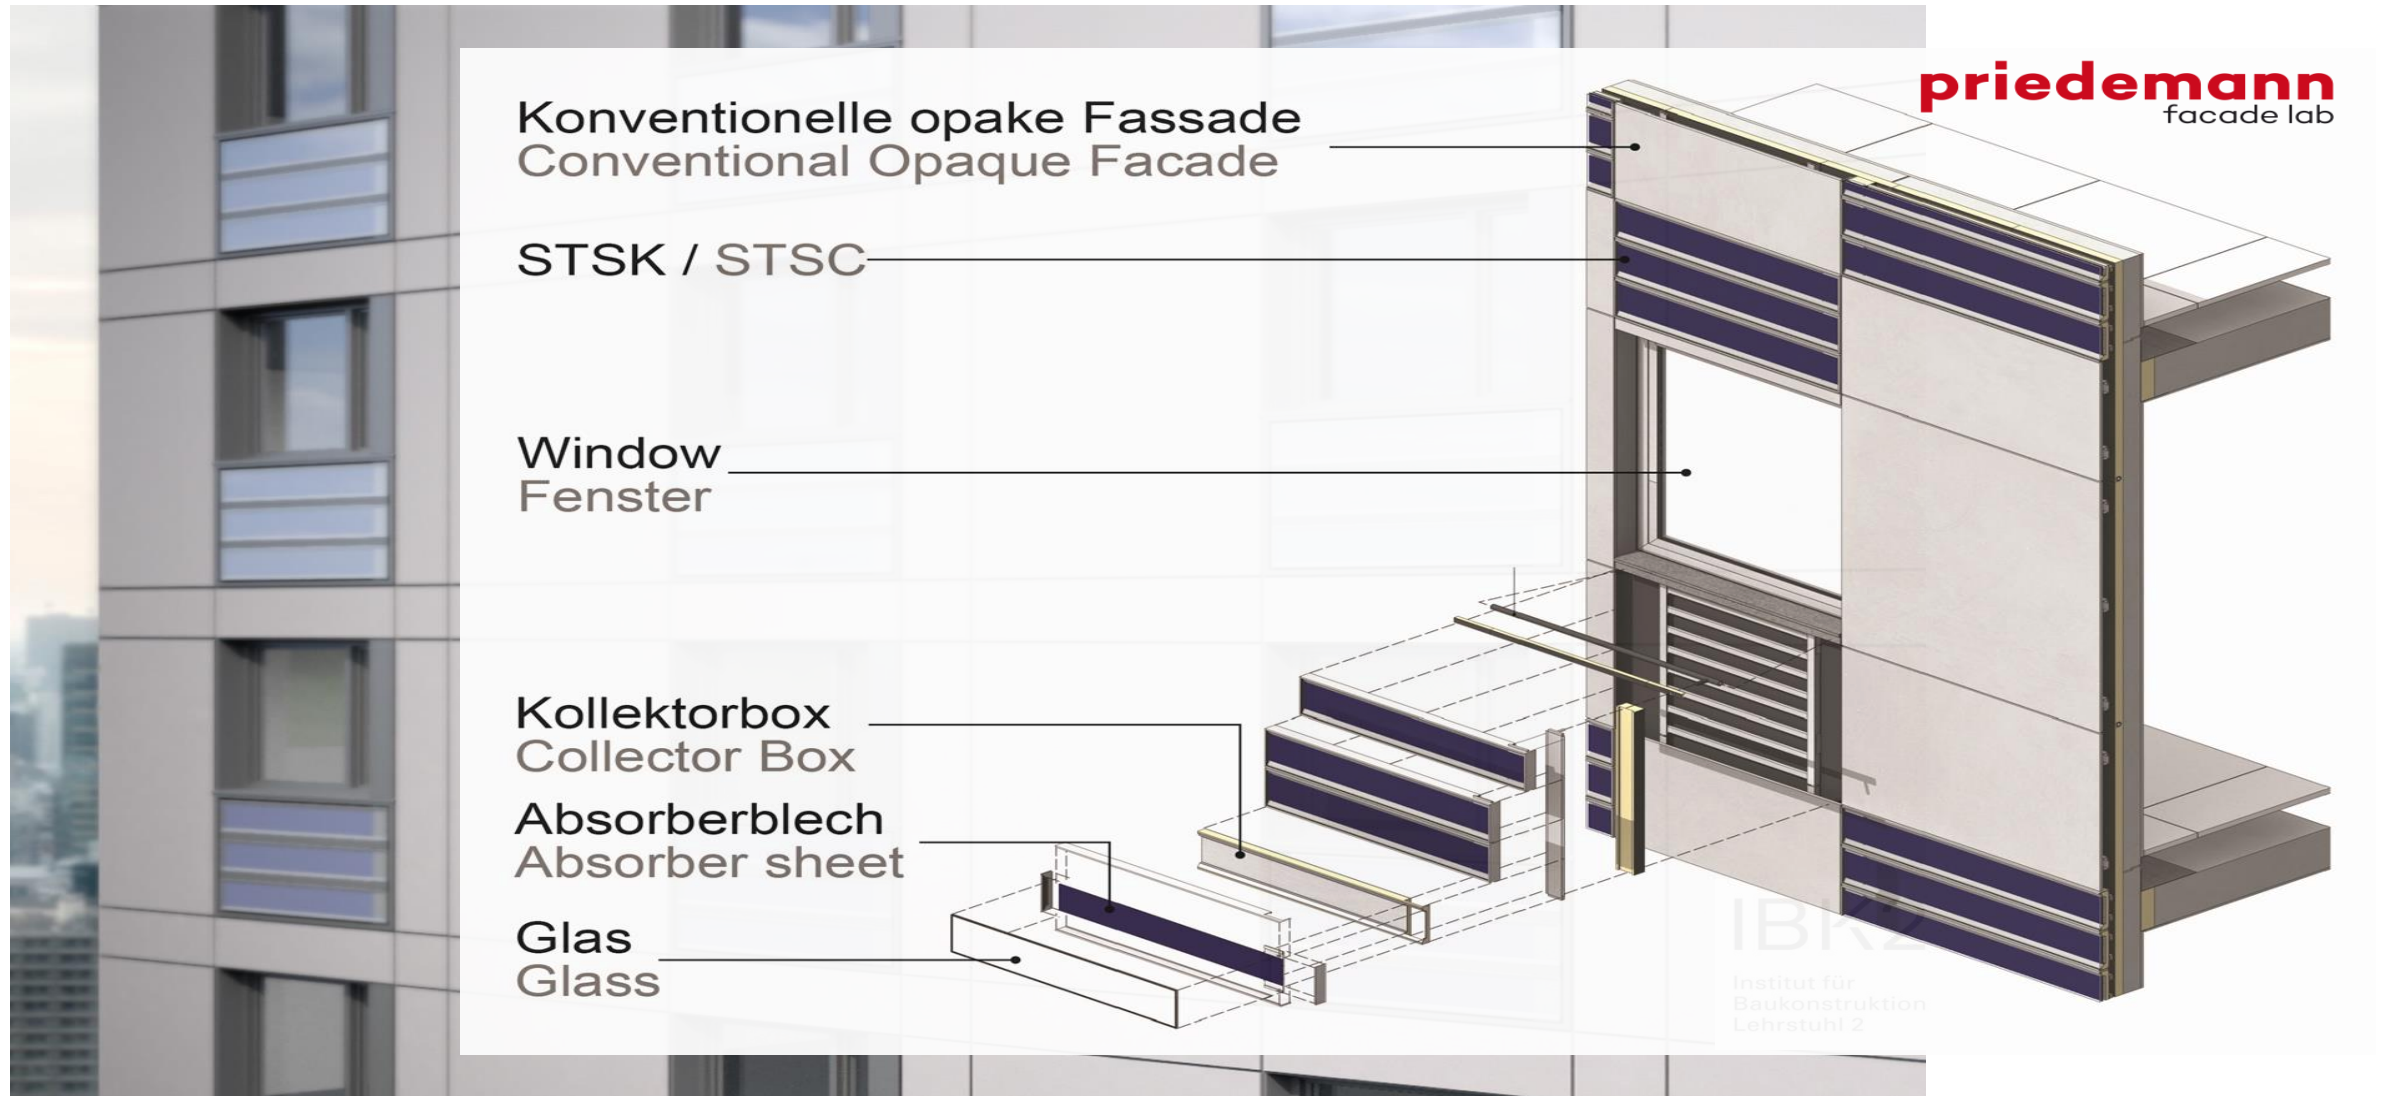 priedemann
facade lab
Konventionelle opake Fassade
Conventional Opaque Facade
STSK / STSC
Window
Fenster
Kollektorbox
Collector Box
Absorberblech
Absorber sheet
Glas
Glass
IBK2
Institut für
Baukonstruktion
Lehrstuhl 2